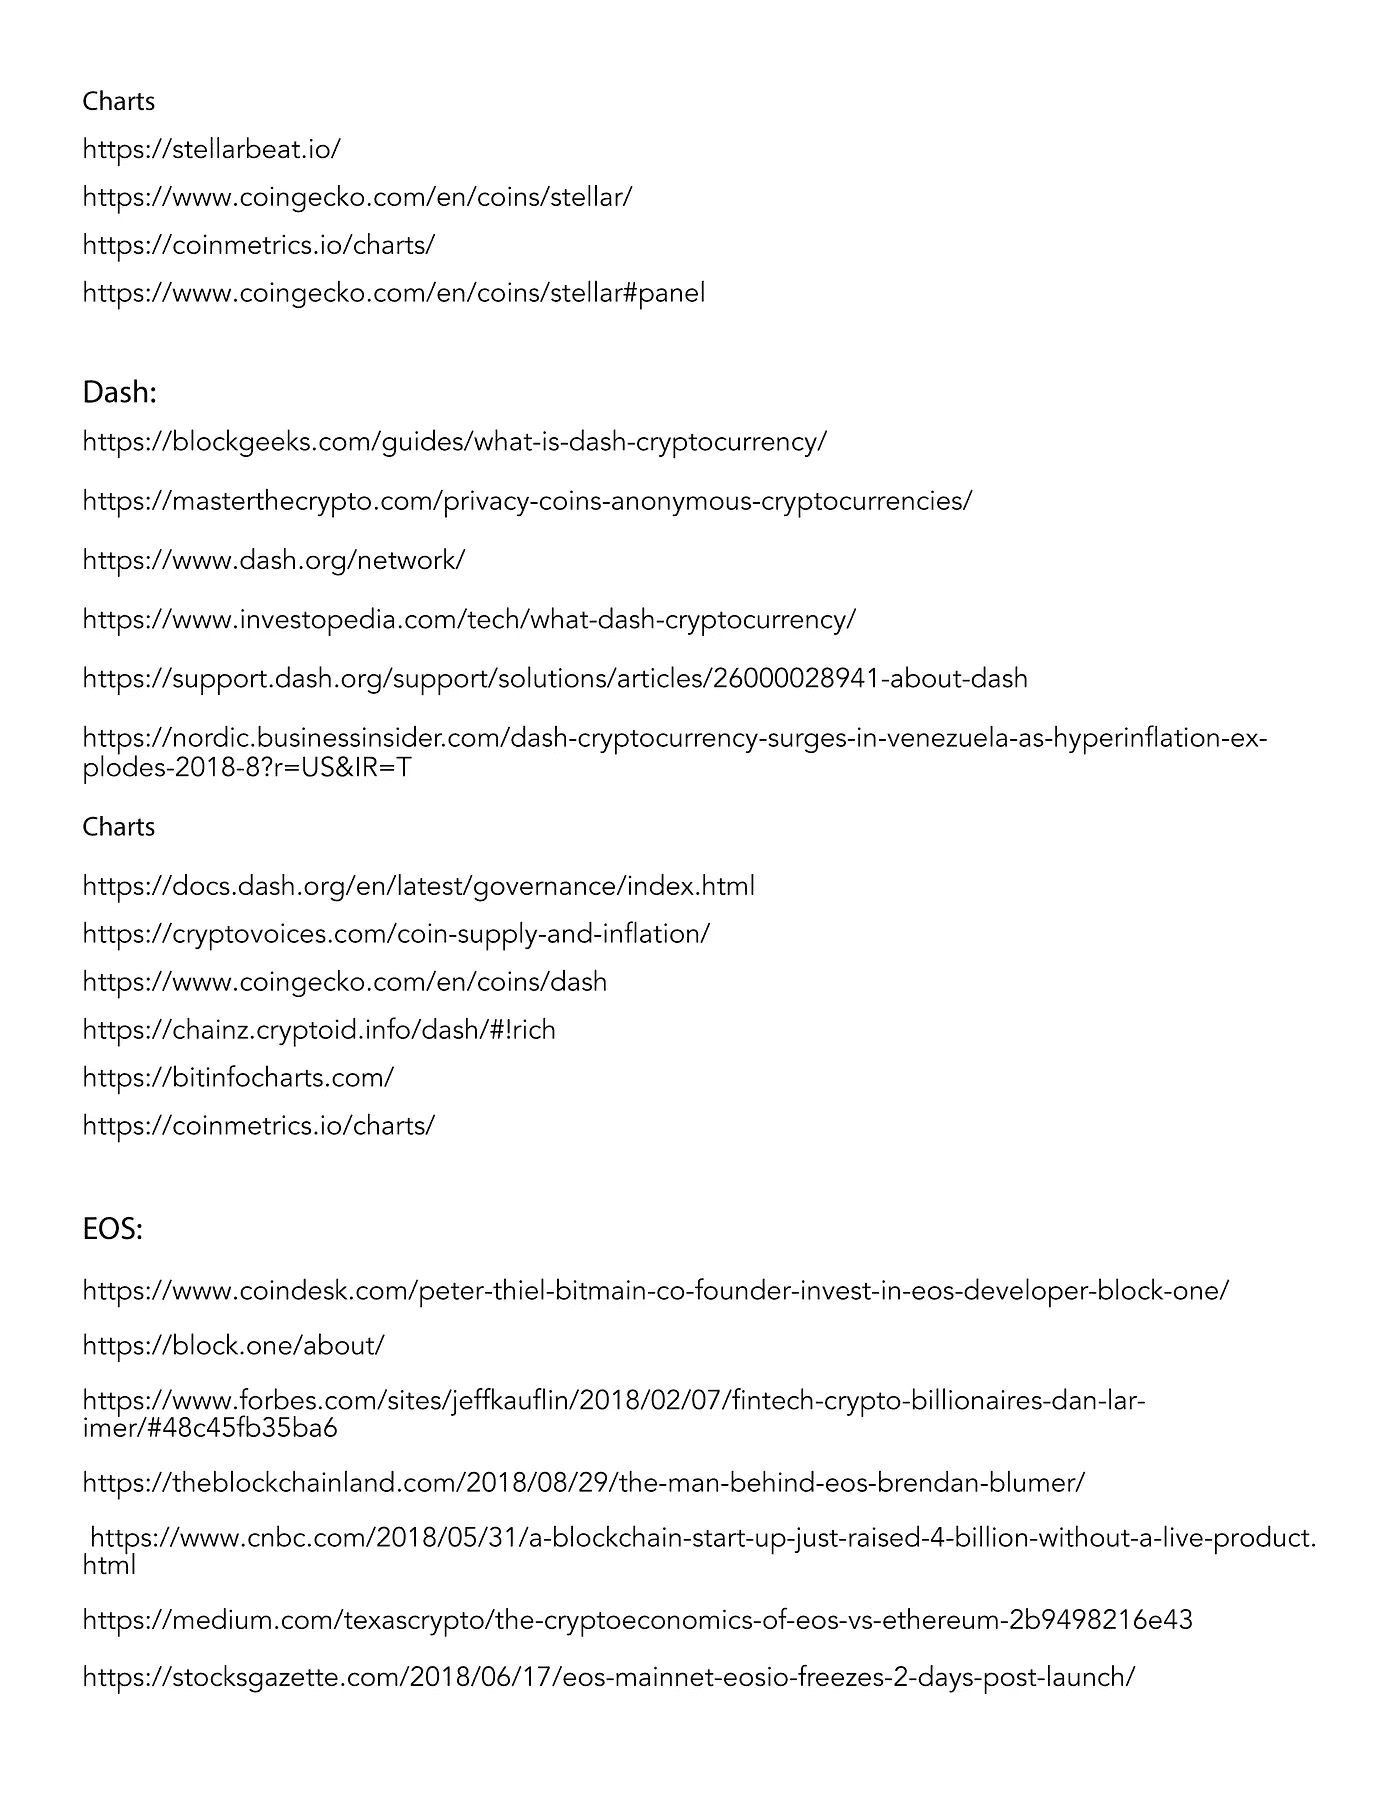 Charts
https://stellarbeat.io/
https://www.coingecko.com/en/coins/stellar/
https://coinmetrics.io/charts/
https://www.coingecko.com/en/coins/stellar#panel
Dash:
https://blockgeeks.com/guides/what-is-dash-cryptocurrency/
https://masterthecrypto.com/privacy-coins-anonymous-cryptocurrencies/
https://www.dash.org/network/
https://www.investopedia.com/tech/what-dash-cryptocurrency/
https://support.dash.org/support/solutions/articles/26000028941-about-dash
https://nordic.businessinsider.com/dash-cryptocurrency-surges-in-venezuela-as-hyperinflation-ex-
plodes-2018-8?r=US&IR=T
Charts
https://docs.dash.org/en/latest/governance/index.html
https://cryptovoices.com/coin-supply-and-inflation/
https://www.coingecko.com/en/coins/dash
https://chainz.cryptoid.info/dash/#!rich
https://bitinfocharts.com/
https://coinmetrics.io/charts/
EOS:
https://www.coindesk.com/peter-thiel-bitmain-co-founder-invest-in-eos-developer-block-one/
https://block.one/about/
https://www.forbes.com/sites/jeffkauflin/2018/02/07/fintech-crypto-billionaires-dan-lar-
imer/#48c45fb35ba6
https://theblockchainland.com/2018/08/29/the-man-behind-eos-brendan-blumer/
https://www.cnbc.com/2018/05/31/a-blockchain-start-up-just-raised-4-billion-without-a-live-product.
html
https://medium.com/texascrypto/the-cryptoeconomics-of-eos-vs-ethereum-2b9498216e43
https://stocksgazette.com/2018/06/17/eos-mainnet-eosio-freezes-2-days-post-launch/